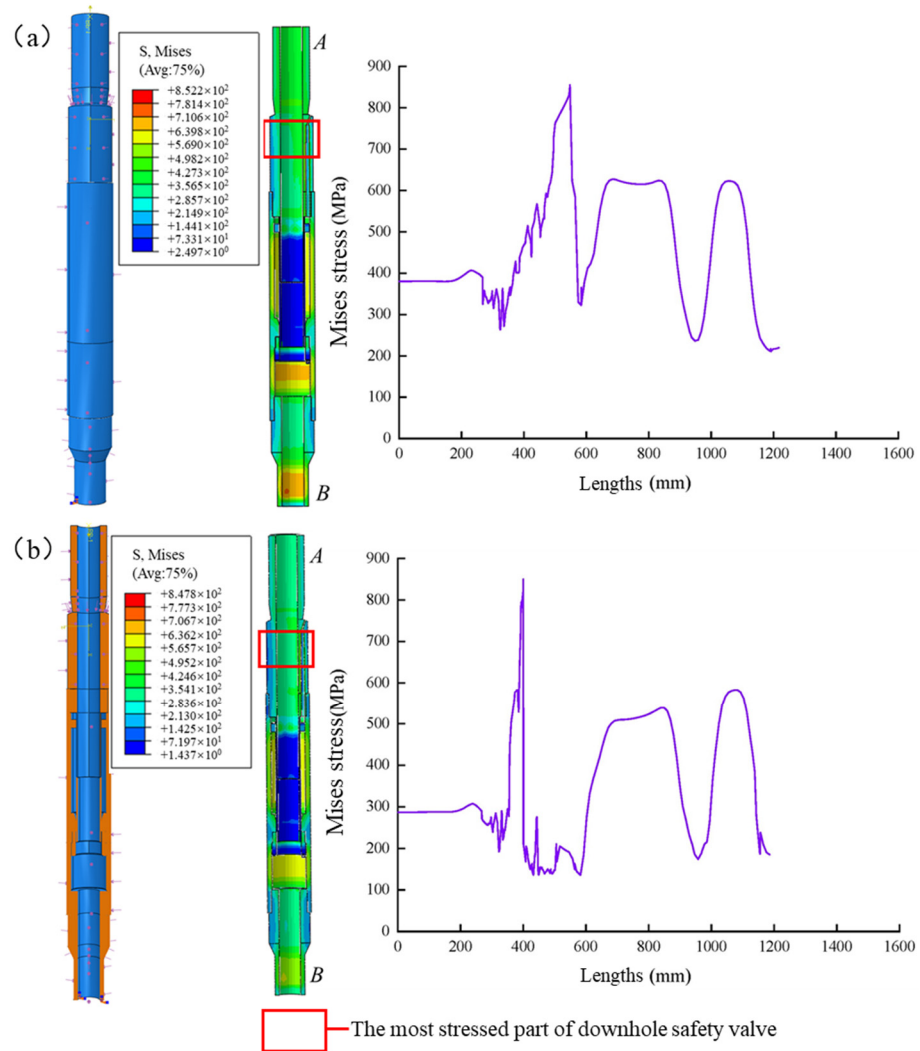 (a)
S, Mises
(Avg:75%)
+8.522×10²
+7.814×10²
+7.106×10²
+6.398×10²
+5.690×10²
+4.982×10²
+4.273×10²
+3.565×10²
+2.857×10²
+2.149×10²
+1.441×10²
+7.331×10¹
+2.497×10⁰
A
B
Mises stress (MPa)
900
800
700
600
500
400
300
200
100
0
0 200 400 600 800 1000 1200 1400 1600
Lengths (mm)
(b)
S, Mises
(Avg:75%)
+8.478×10²
+7.773×10²
+7.067×10²
+6.362×10²
+5.657×10²
+4.952×10²
+4.246×10²
+3.541×10²
+2.836×10²
+2.130×10²
+1.425×10²
+7.197×10¹
+1.437×10⁰
A
B
Mises stress(MPa)
900
800
700
600
500
400
300
200
100
0
0 200 400 600 800 1000 1200 1400 1600
Lengths (mm)
The most stressed part of downhole safety valve